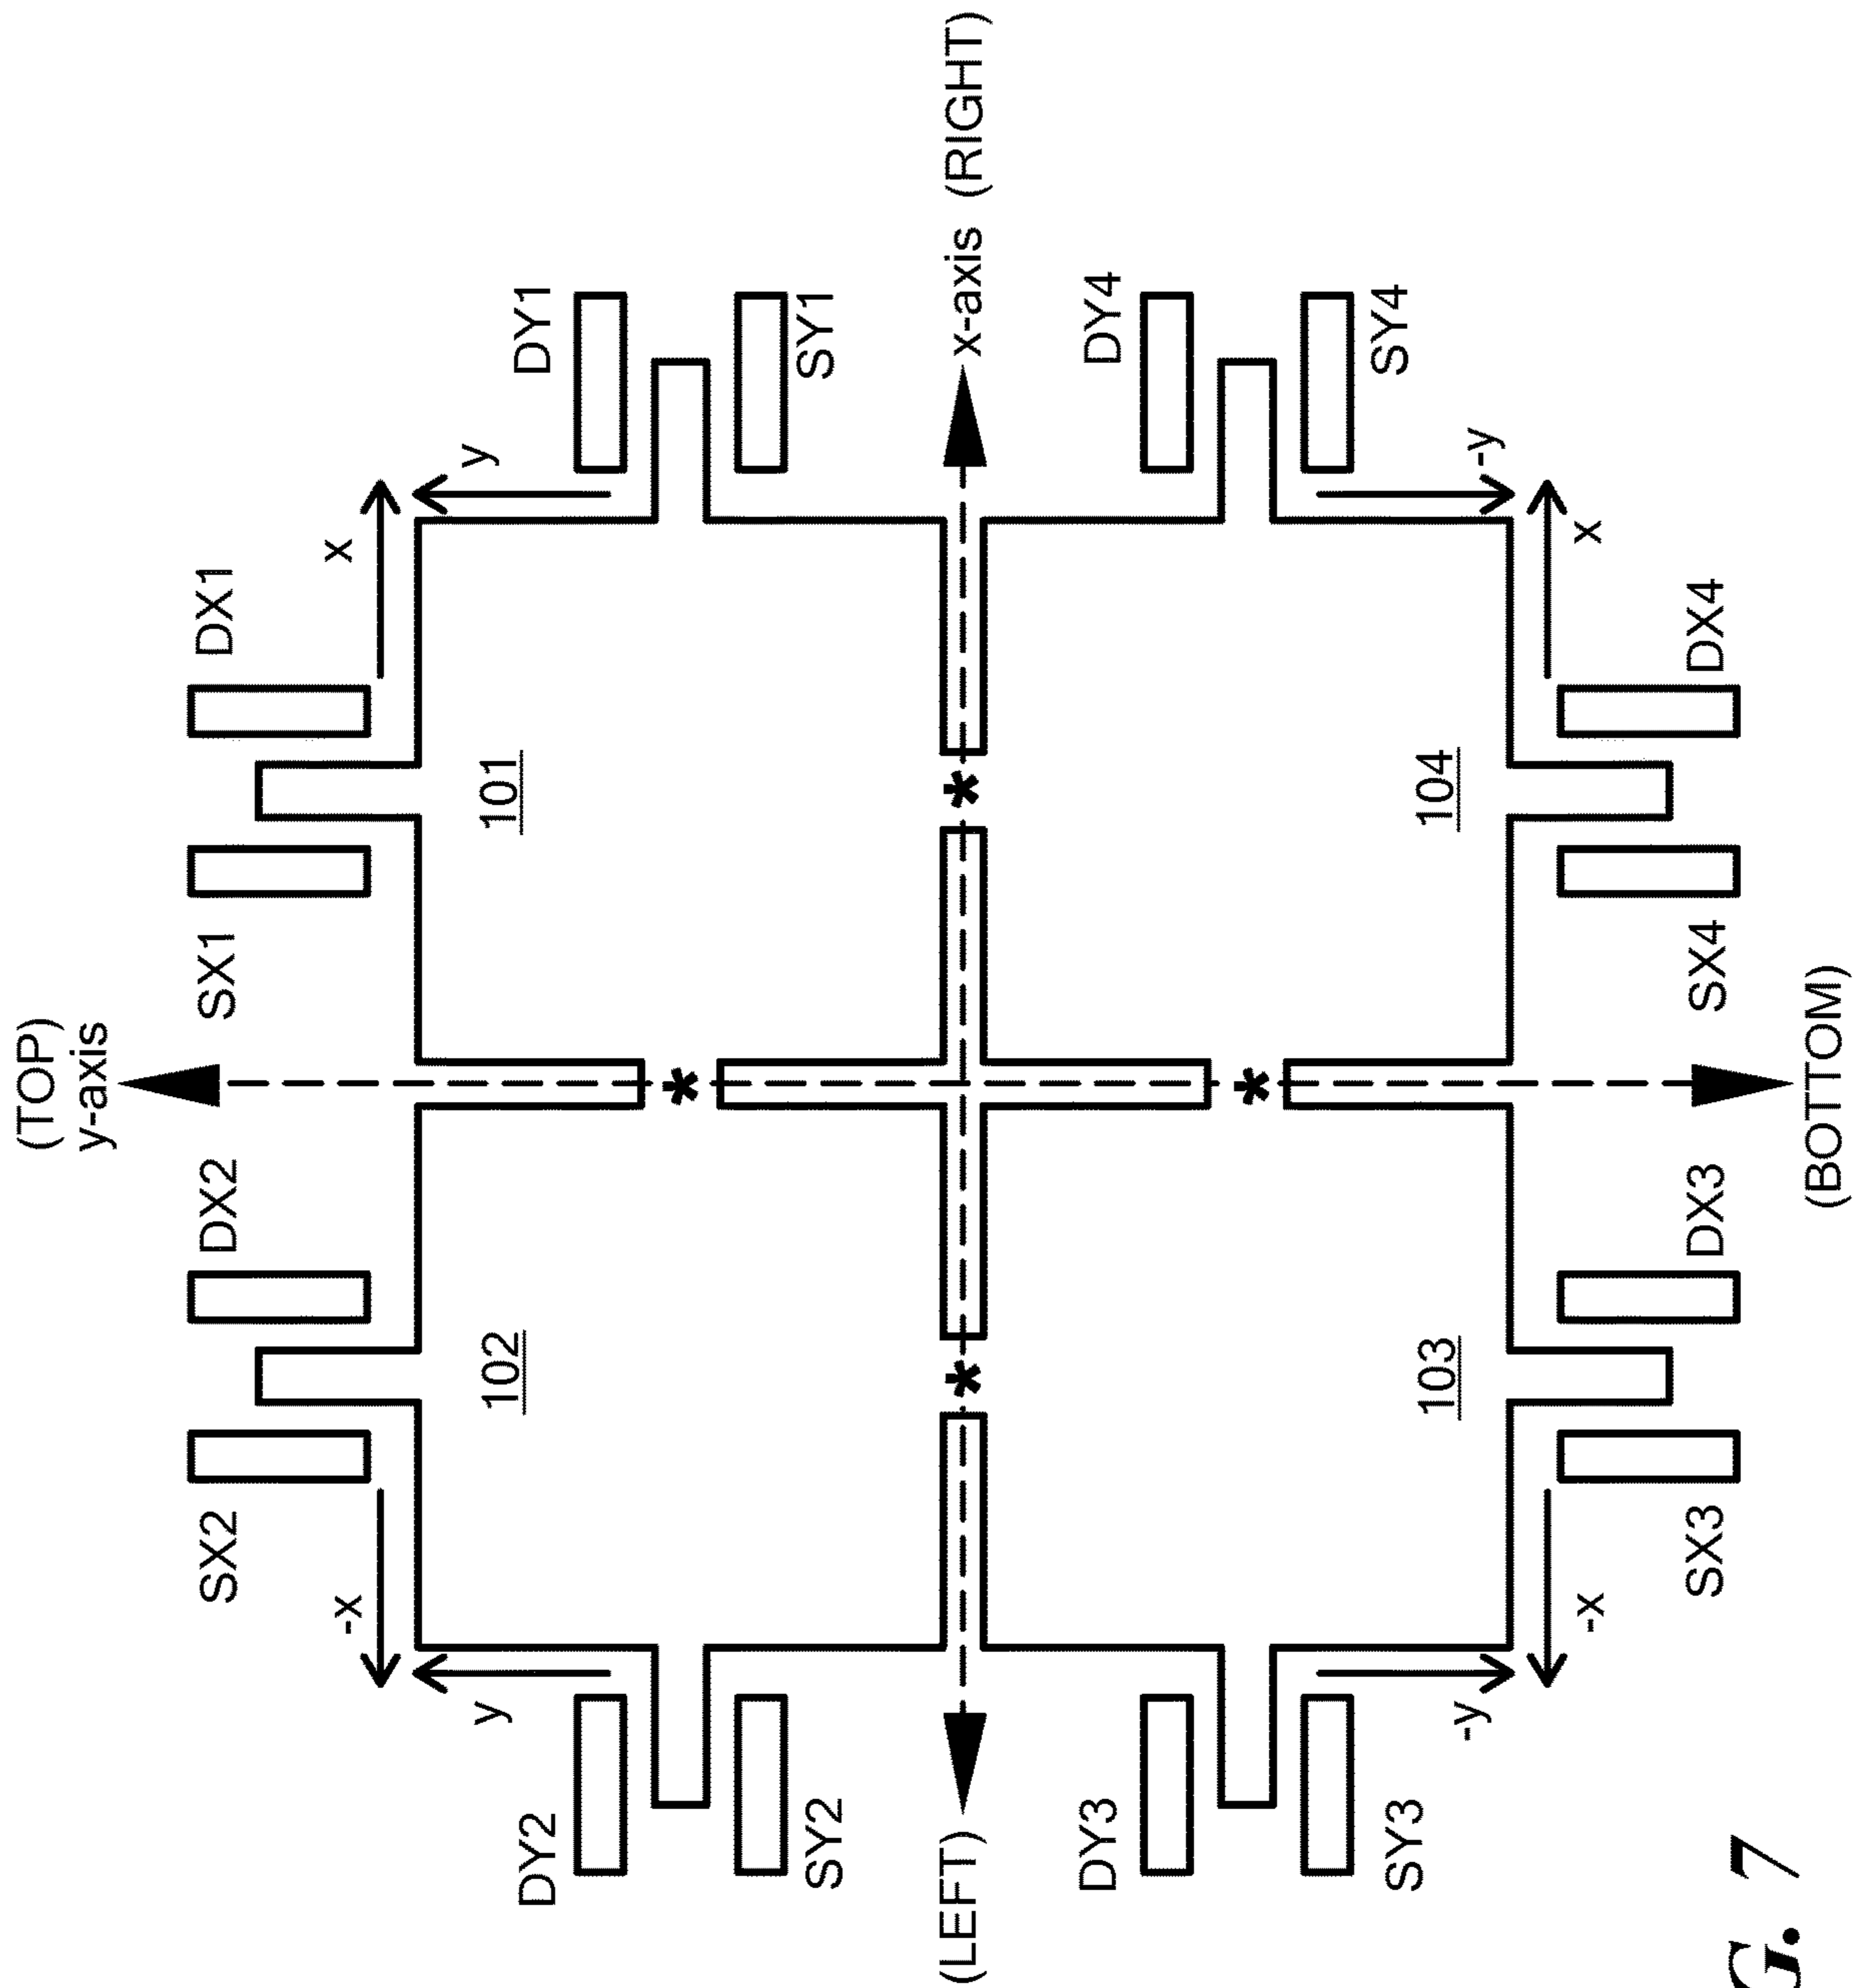 (TOP)
y-axis
SX2 DX2 SX1 DX1
-x x
y y
102 101
DY2 DY1
SY2 SY1
(LEFT) x-axis (RIGHT)
DY3 DY4
SY3 SY4
103 104
-y -y
-x x
SX3 DX3 SX4 DX4
G. 7
(BOTTOM)